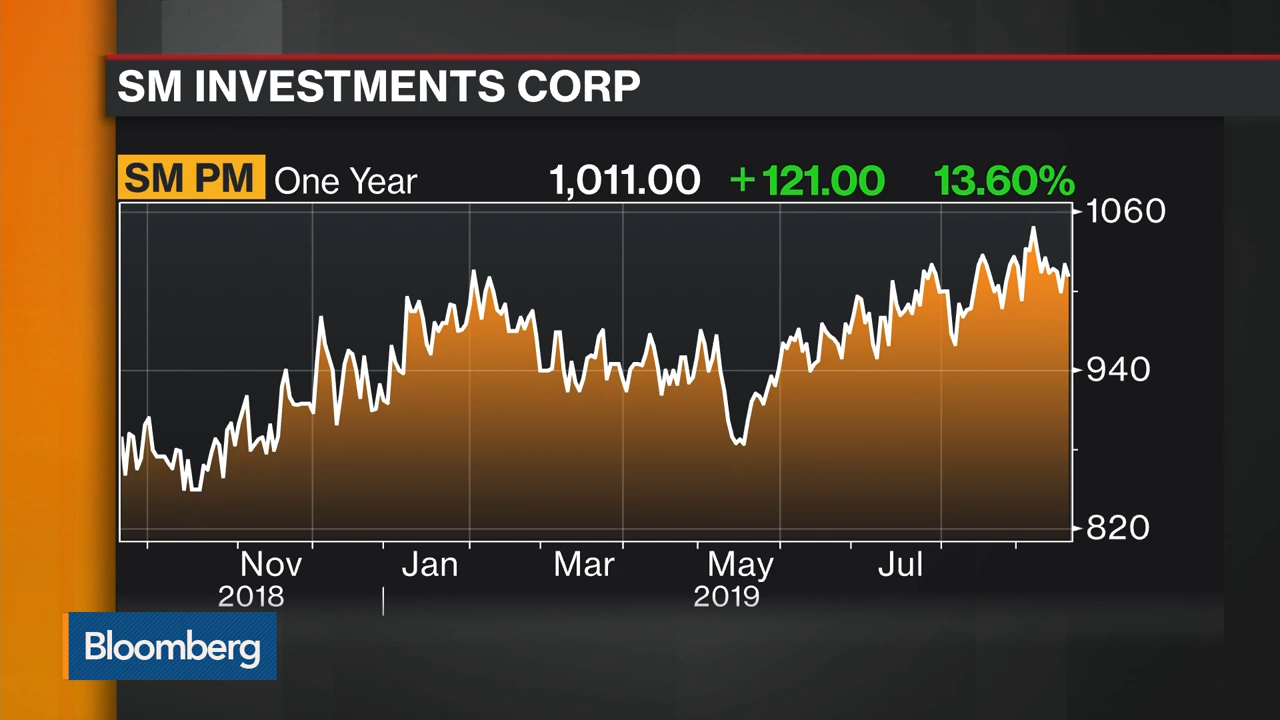 SM INVESTMENTS CORP
SM PM One Year 1,011.00 +121.00 13.60%
1060
940
820
Nov Jan Mar May Jul
2018 2019
Bloomberg